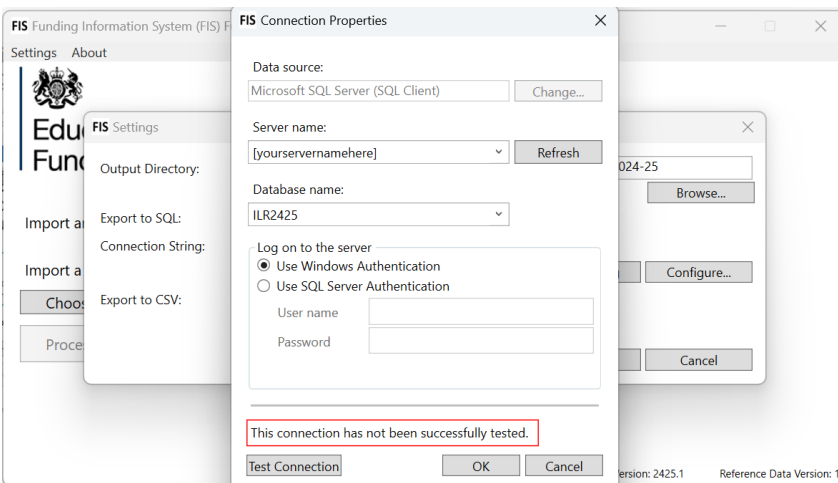 FIS Funding Information System (FIS) F
Settings About
Edu
Fund
Import a
Import a
Choos
Proce
FIS Settings
Output Directory:
024-25
Browse...
Export to SQL:
Connection String:
Configure...
Export to CSV:
Cancel
FIS Connection Properties
Data source:
Microsoft SQL Server (SQL Client)
Change...
Server name:
[yourservernamehere]
Refresh
Database name:
ILR2425
Log on to the server
Use Windows Authentication
Use SQL Server Authentication
User name
Password
This connection has not been successfully tested.
Test Connection
OK
Cancel
ersion: 2425.1
Reference Data Version: 1